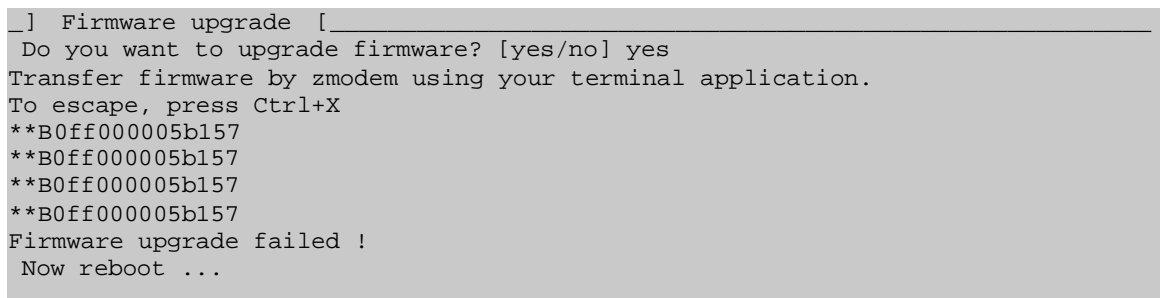 _] Firmware upgrade [___________________________________________________________
Do you want to upgrade firmware? [yes/no] yes
Transfer firmware by zmodem using your terminal application.
To escape, press Ctrl+X
**B0ff000005b157
**B0ff000005b157
**B0ff000005b157
**B0ff000005b157
Firmware upgrade failed !
Now reboot ...